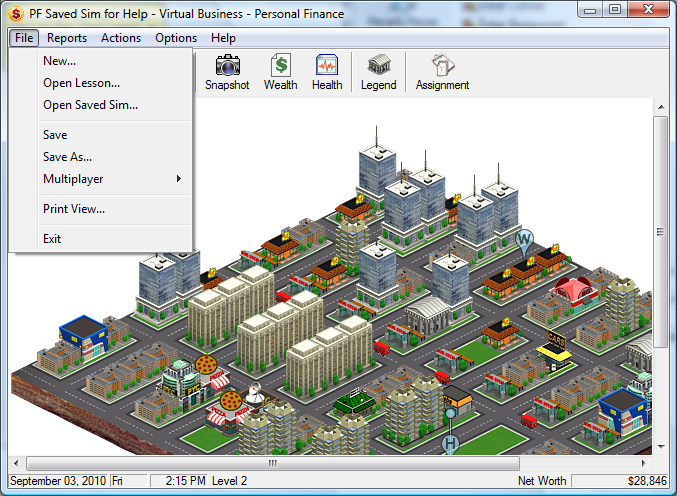 PF Saved Sim for Help - Virtual Business - Personal Finance
File Reports Actions Options Help
New...
Open Lesson...
Open Saved Sim...
Save
Save As...
Multiplayer
Print View...
Exit
Snapshot Wealth Health Legend Assignment
W
CARS
H
September 03, 2010 Fri 2:15 PM Level 2 Net Worth $28,846